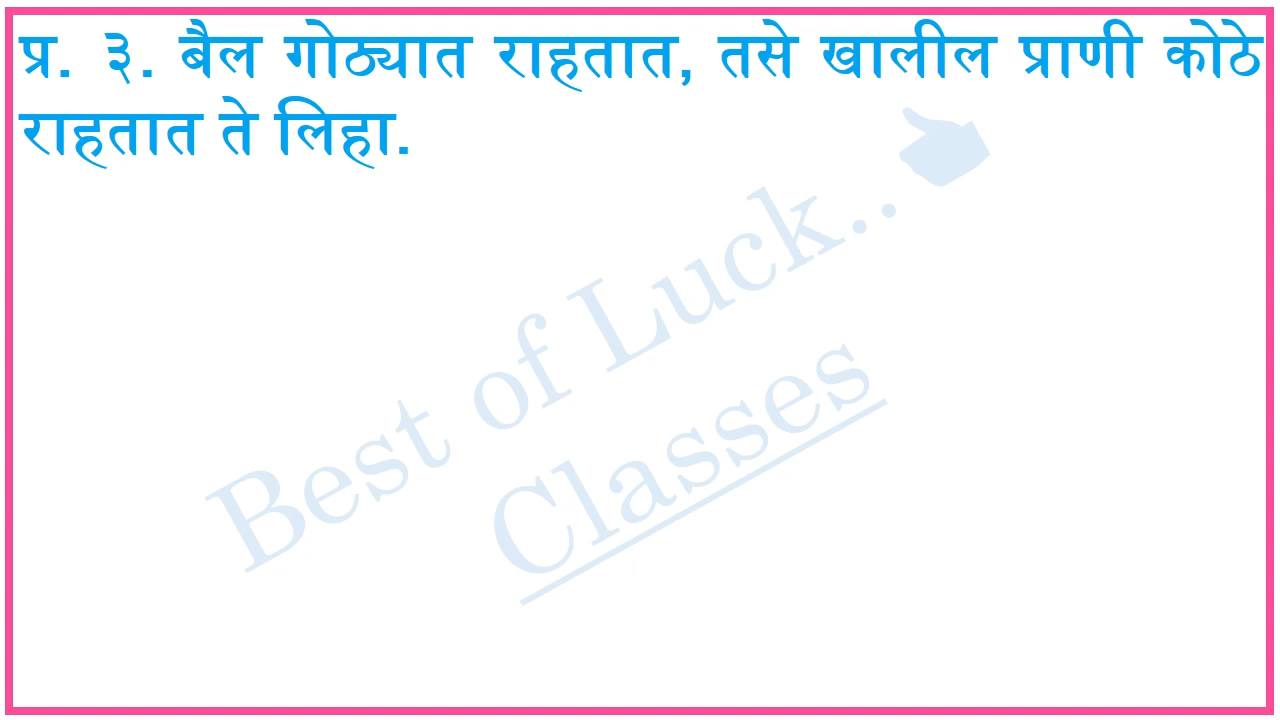 प्र. ३. बैल गोठ्यात राहतात, तसे खालील प्राणी कोठे
राहतात ते लिहा.
Best of Luck..
Classes